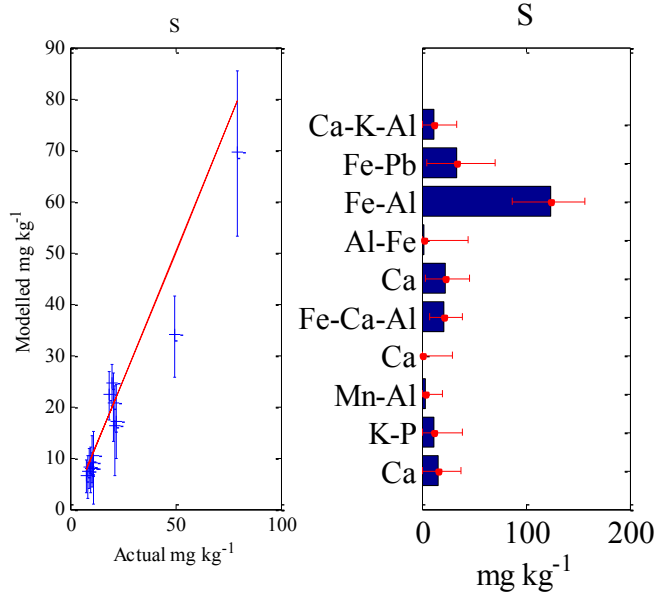 S
90
80
70
60
50
40
30
20
10
0
Modelled mg kg⁻¹
0 50 100
Actual mg kg⁻¹
S
Ca-K-Al
Fe-Pb
Fe-Al
Al-Fe
Ca
Fe-Ca-Al
Ca
Mn-Al
K-P
Ca
0 100 200
mg kg⁻¹